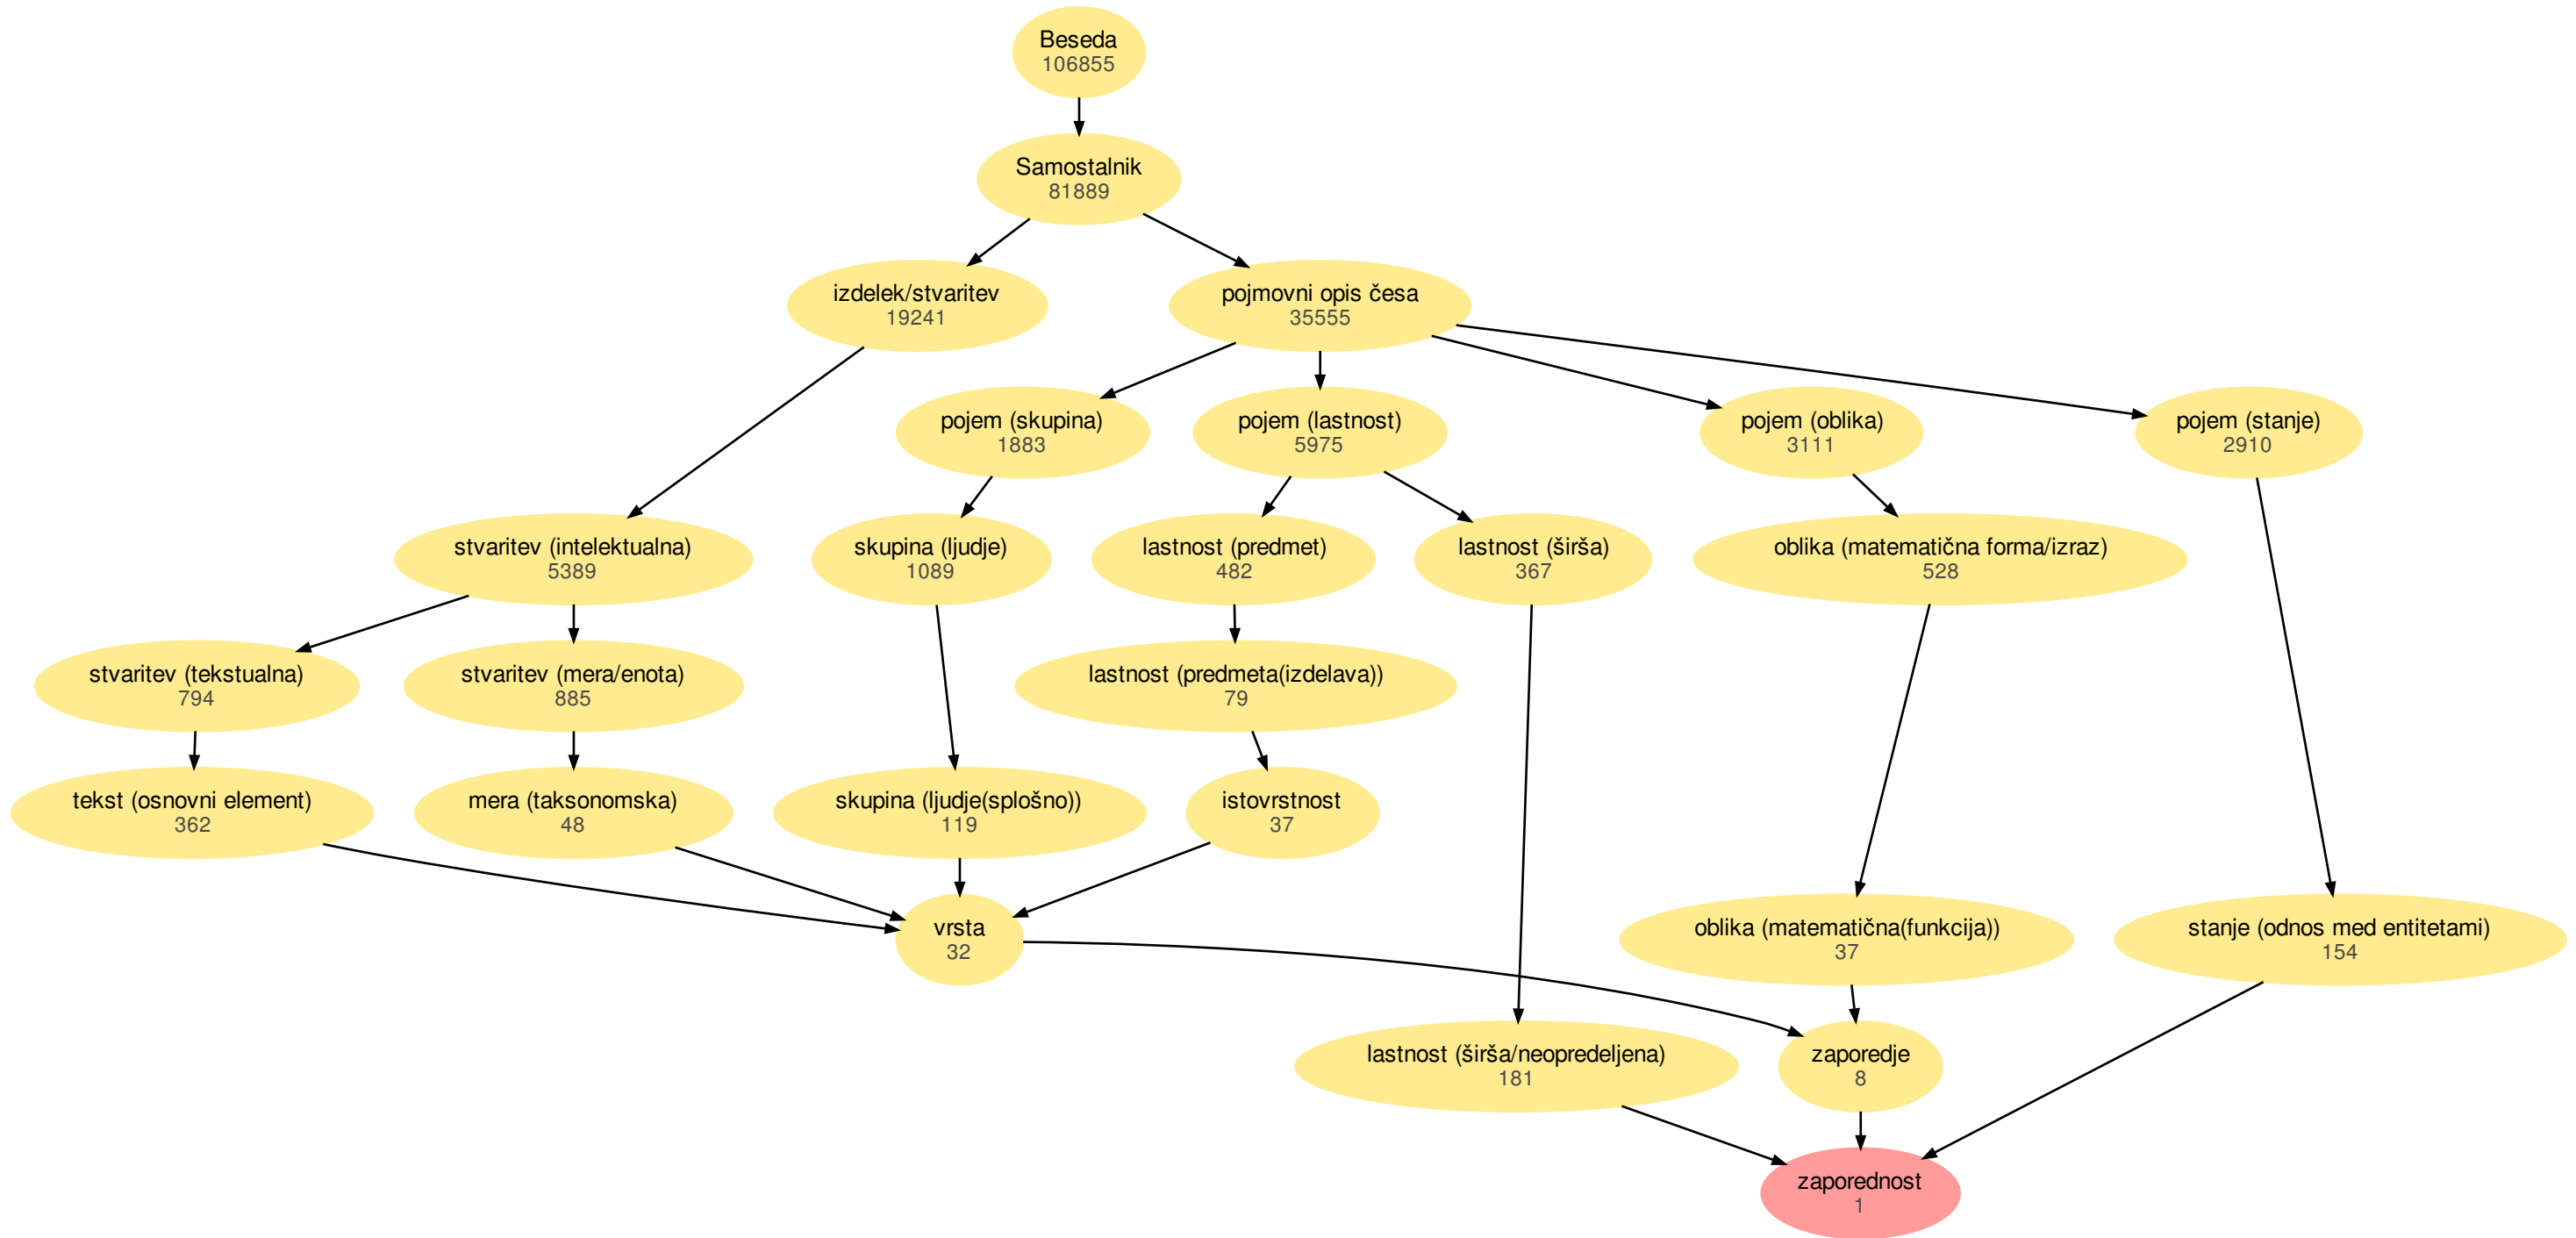 Beseda
106855
Samostalnik
81889
izdelek/stvaritev
19241
pojmovni opis česa
35555
pojem (skupina)
1883
pojem (lastnost)
5975
pojem (oblika)
3111
pojem (stanje)
2910
stvaritev (intelektualna)
5389
skupina (ljudje)
1089
lastnost (predmet)
482
lastnost (širša)
367
oblika (matematična forma/izraz)
528
stvaritev (tekstualna)
794
stvaritev (mera/enota)
885
lastnost (predmeta(izdelava))
79
tekst (osnovni element)
362
mera (taksonomska)
48
skupina (ljudje(splošno))
119
istovrstnost
37
vrsta
32
oblika (matematična(funkcija))
37
stanje (odnos med entitetami)
154
lastnost (širša/neopredeljena)
181
zaporedje
8
zaporednost
1